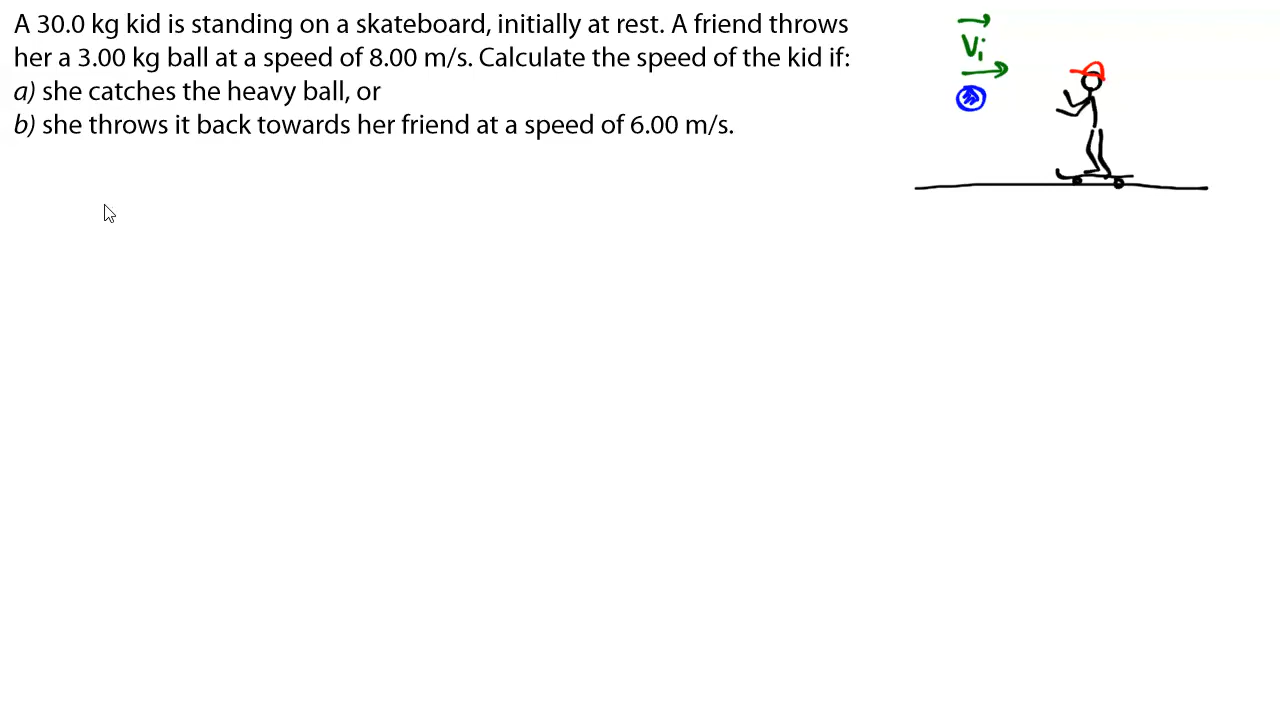 A 30.0 kg kid is standing on a skateboard, initially at rest. A friend throws
her a 3.00 kg ball at a speed of 8.00 m/s. Calculate the speed of the kid if:
a) she catches the heavy ball, or
b) she throws it back towards her friend at a speed of 6.00 m/s.
Vi